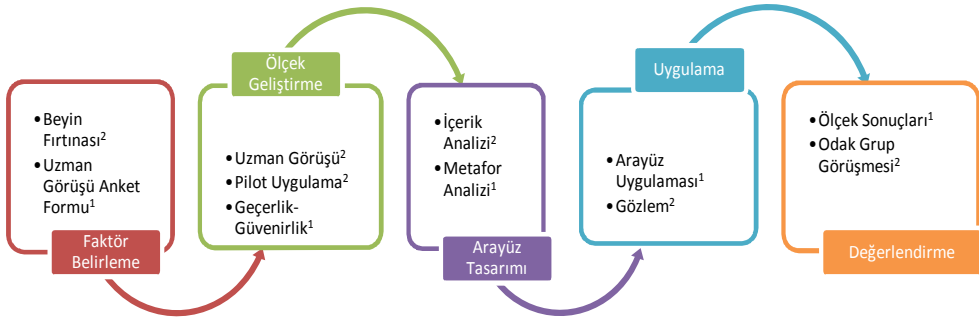 • Beyin
Fırtınası²
• Uzman
Görüşü Anket
Formu¹
Faktör
Belirleme
Ölçek
Geliştirme
• Uzman Görüşü²
• Pilot Uygulama²
• Geçerlik-
Güvenirlik¹
• İçerik
Analizi²
• Metafor
Analizi¹
Arayüz
Tasarımı
Uygulama
• Arayüz
Uygulaması¹
• Gözlem²
• Ölçek Sonuçları¹
• Odak Grup
Görüşmesi²
Değerlendirme